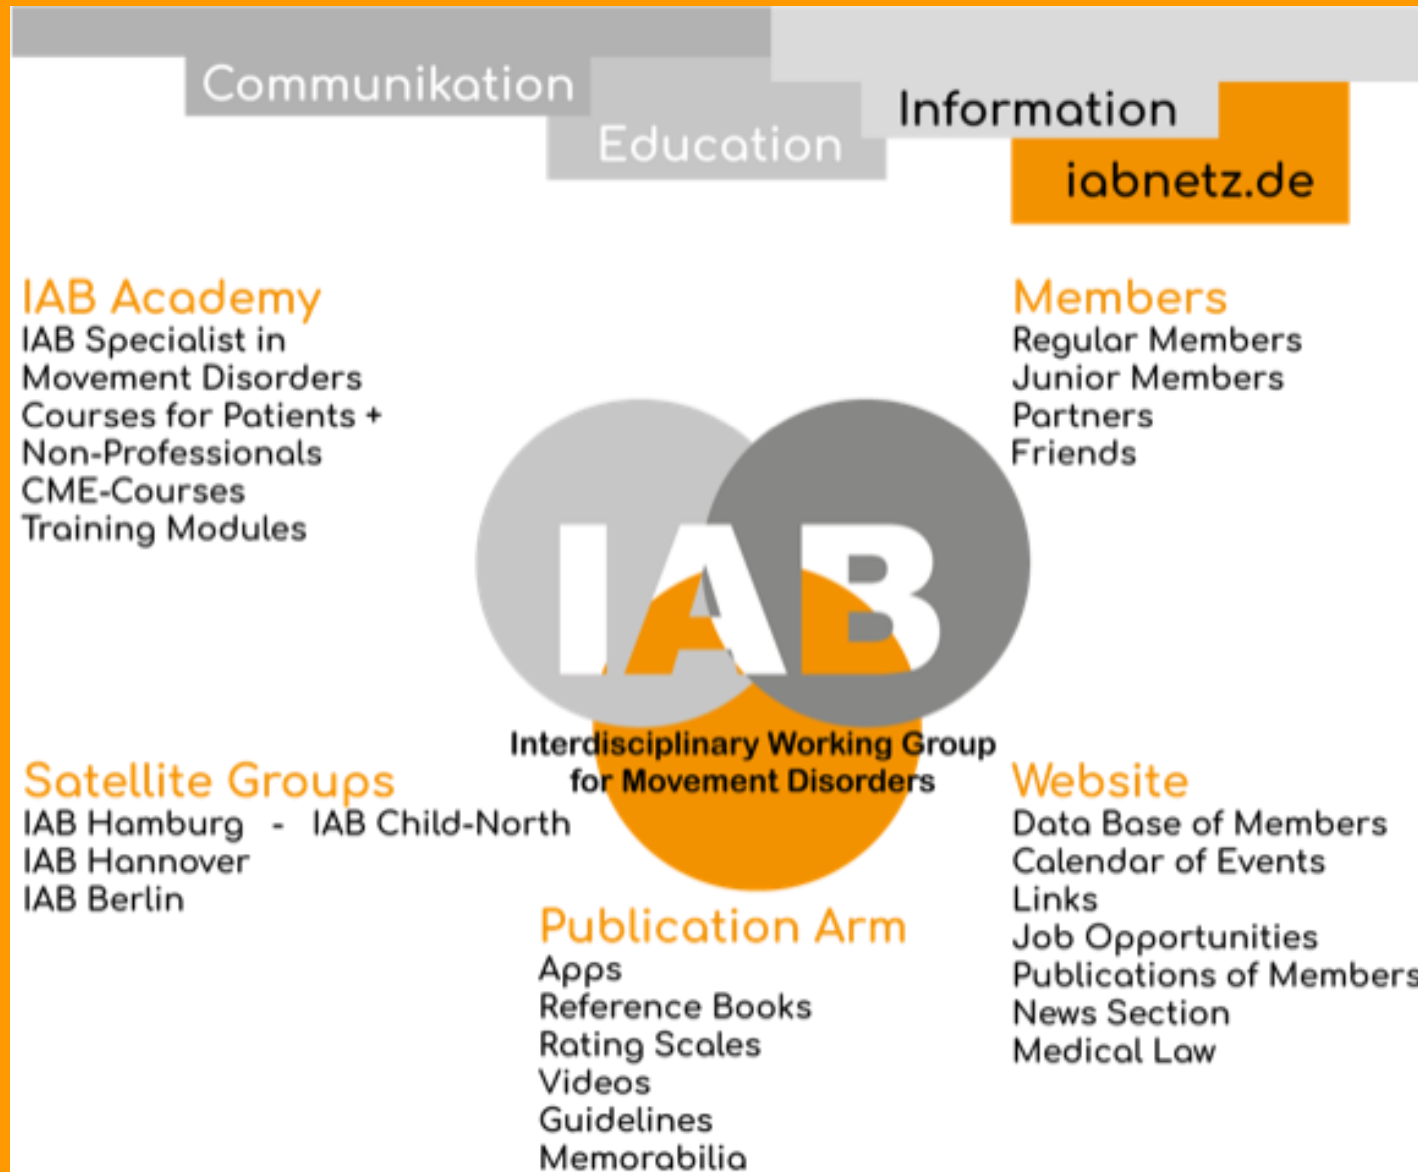 Communikation
Education
Information
iabnetz.de
IAB Academy
IAB Specialist in
Movement Disorders
Courses for Patients +
Non-Professionals
CME-Courses
Training Modules
Members
Regular Members
Junior Members
Partners
Friends
IAB
Interdisciplinary Working Group
for Movement Disorders
Satellite Groups
IAB Hamburg - IAB Child-North
IAB Hannover
IAB Berlin
Website
Data Base of Members
Calendar of Events
Links
Job Opportunities
Publications of Members
News Section
Medical Law
Publication Arm
Apps
Reference Books
Rating Scales
Videos
Guidelines
Memorabilia